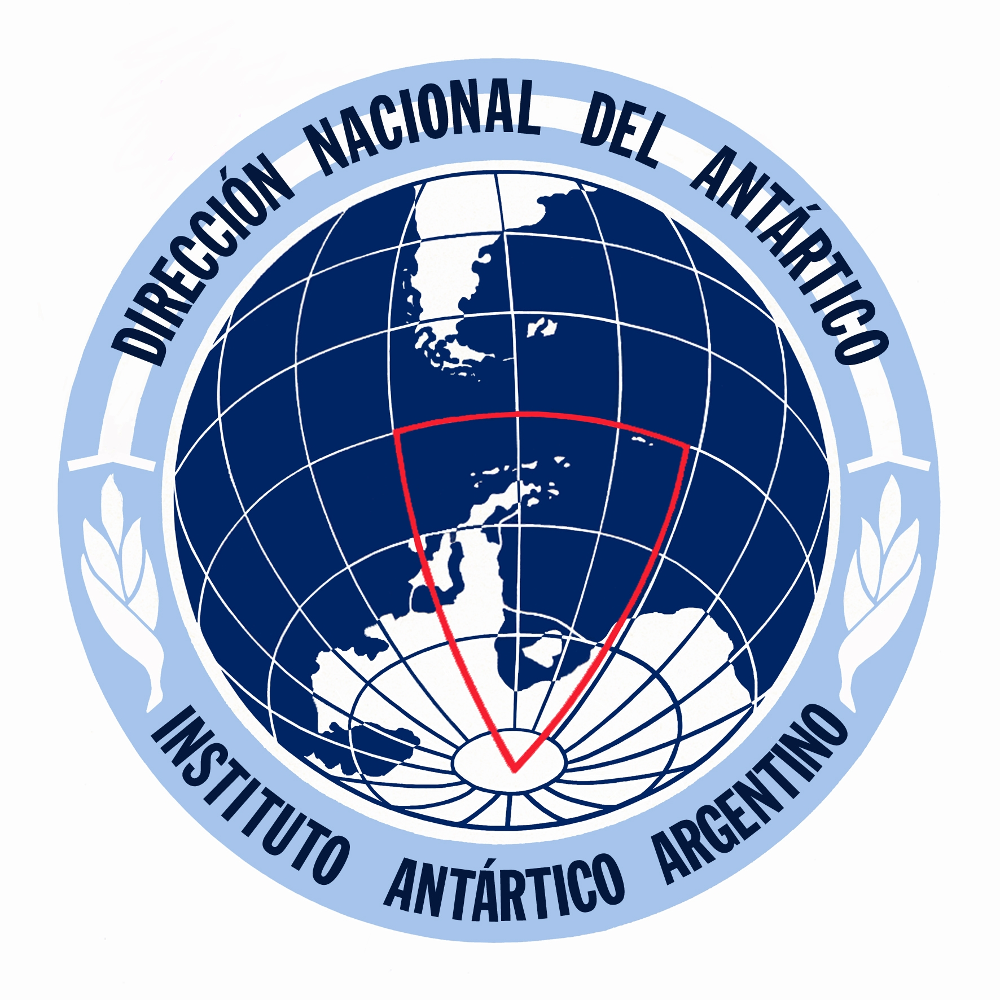 DIRECCIÓN NACIONAL DEL ANTÁRTICO
INSTITUTO ANTÁRTICO ARGENTINO